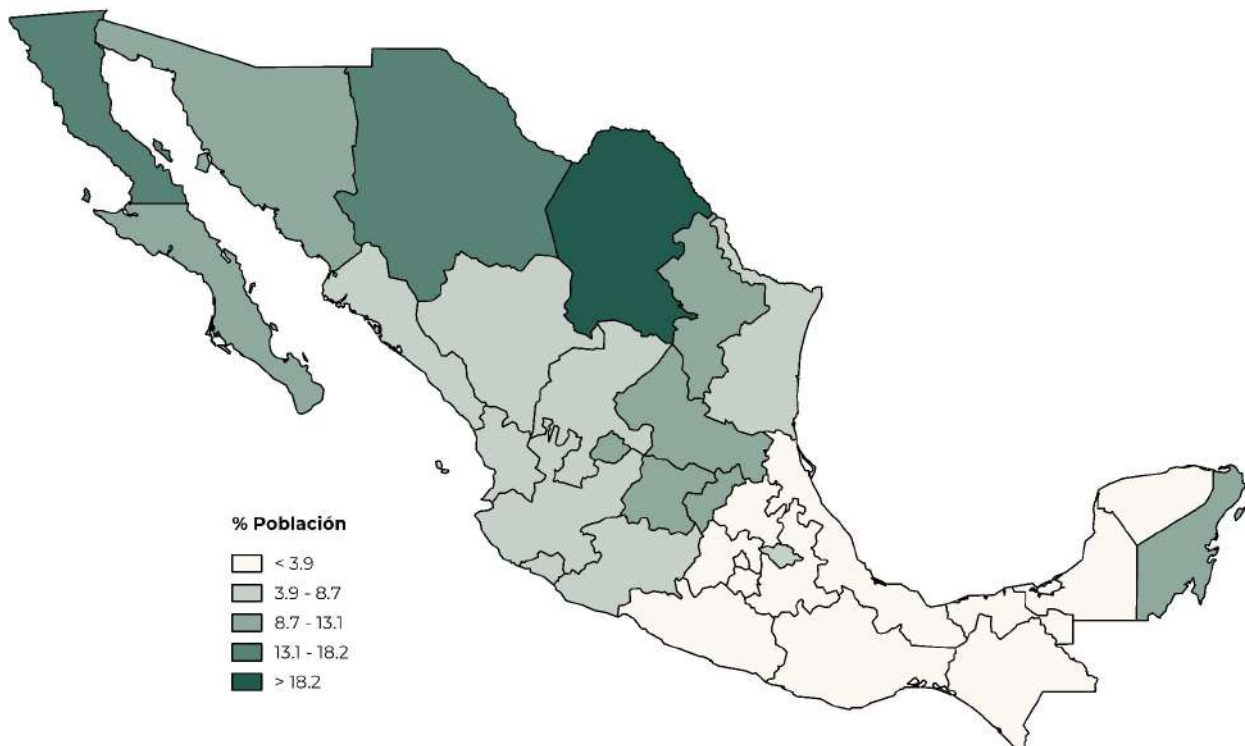 % Población
< 3.9
3.9 - 8.7
8.7 - 13.1
13.1 - 18.2
> 18.2